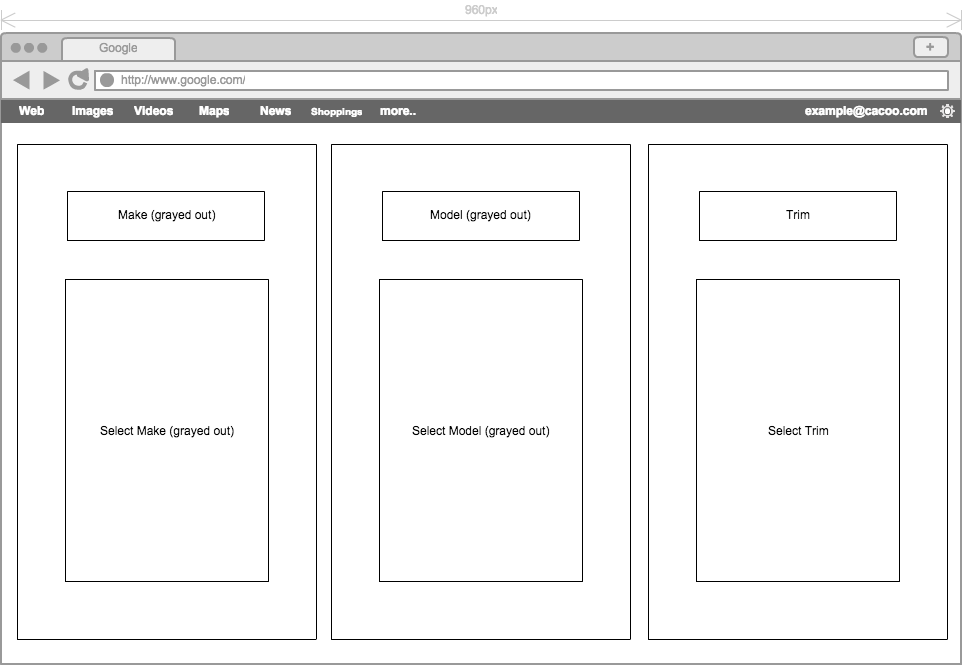 960px
Google
+
http://www.google.com/
Web Images Videos Maps News Shoppings more.. example@cacoo.com
Make (grayed out) Model (grayed out) Trim
Select Make (grayed out) Select Model (grayed out) Select Trim